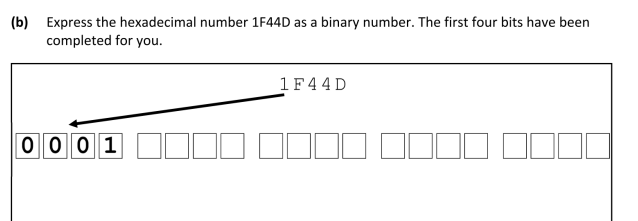 (b) Express the hexadecimal number 1F44D as a binary number. The first four bits have been
completed for you.
1F44D
0 0 0 1